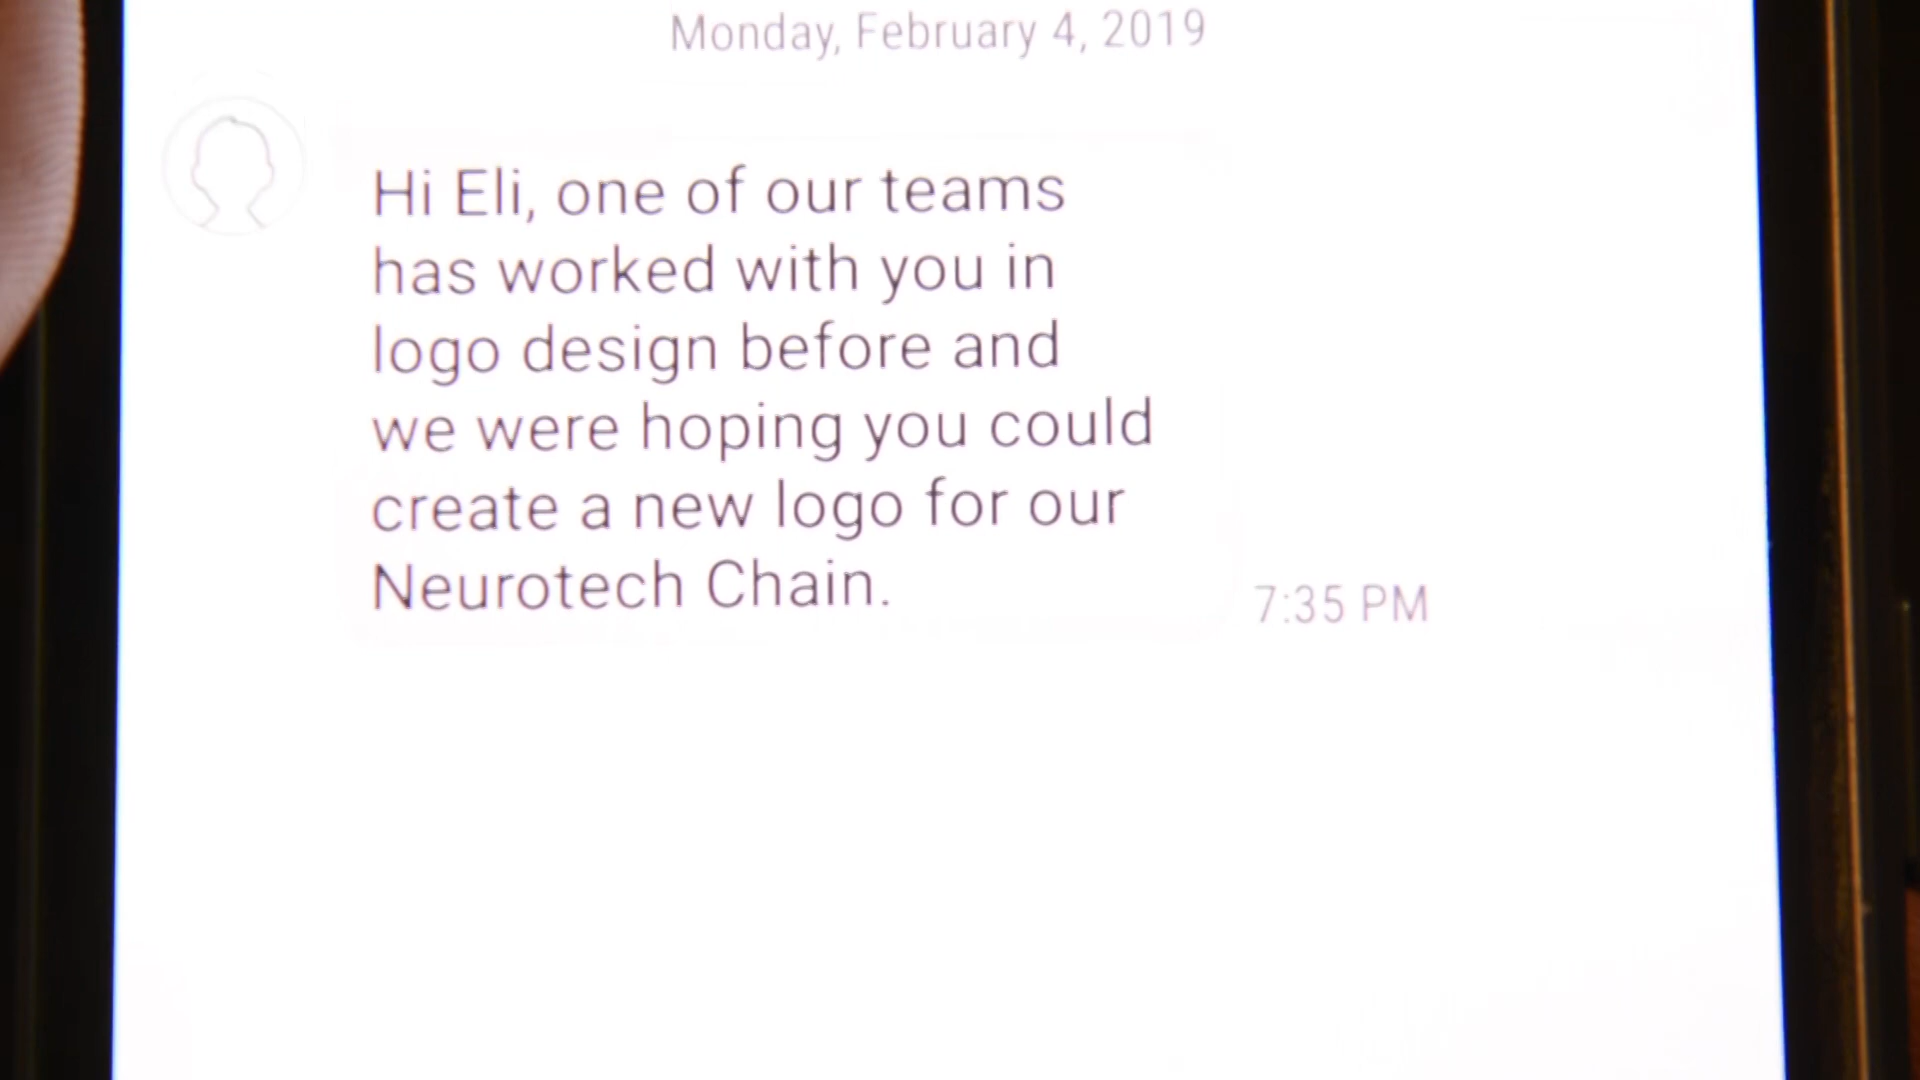 Monday, February 4, 2019
Hi Eli, one of our teams
has worked with you in
logo design before and
we were hoping you could
create a new logo for our
Neurotech Chain.
7:35 PM